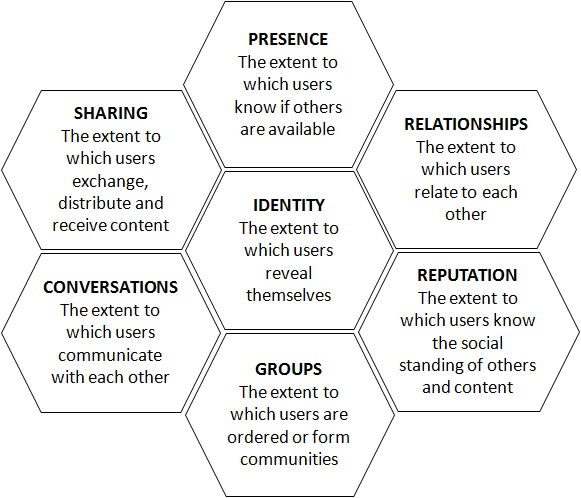 PRESENCE
The extent to
which users
know if others
are available
SHARING
The extent to
which users
exchange,
distribute and
receive content
RELATIONSHIPS
The extent to
which users
relate to each
other
IDENTITY
The extent to
which users
reveal
themselves
CONVERSATIONS
The extent to
which users
communicate
with each other
REPUTATION
The extent to
which users know
the social
standing of others
and content
GROUPS
The extent to
which users are
ordered or form
communities